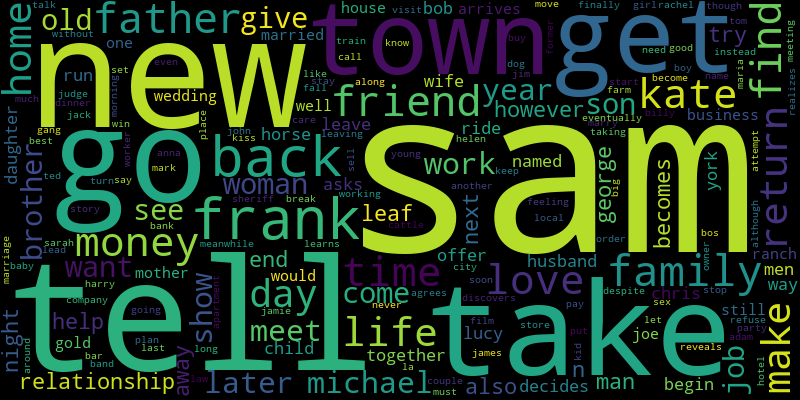 sam
new
tell
take
go
get
town
back
frank
father
friend
family
life
day
love
money
time
work
make
find
return
home
old
give
year
kate
son
however
come
meet
see
show
woman
want
brother
michael
later
relationship
job
also
night
help
end
leaf
try
becomes
george
next
husband
together
away
man
begin
decides
lucy
child
mother
would
offer
asks
leave
well
wife
ride
named
horse
run
one
married
wedding
house
bob
arrives
business
york
chris
men
way
ranch
still
joe
gold
daughter
talk
without
visit
move
finally
girl
rachel
though
tom
instead
need
good
boy
train
know
call
buy
dog
jim
former
stay
along
like
fall
even
set
morning
judge
much
dinner
jack
win
gang
best
place
john
kiss
care
leaving
start
farm
become
name
maria
meeting
realizes
eventually
billy
marry
taking
helen
young
keep
another
anna
mark
worker
sell
ted
turn
say
story
bank
sheriff
break
working
feeling
local
big
cattle
order
bos
owner
although
attempt
sarah
lead
meanwhile
learns
marriage
baby
harry
company
going
apartment
jamie
never
agrees
city
soon
discovers
pay
despite
sex
stop
let
refuse
party
adam
reveals
hotel
plan
last
bar
band
long
law
around
film
store
put
kid
james
la
couple
must
n